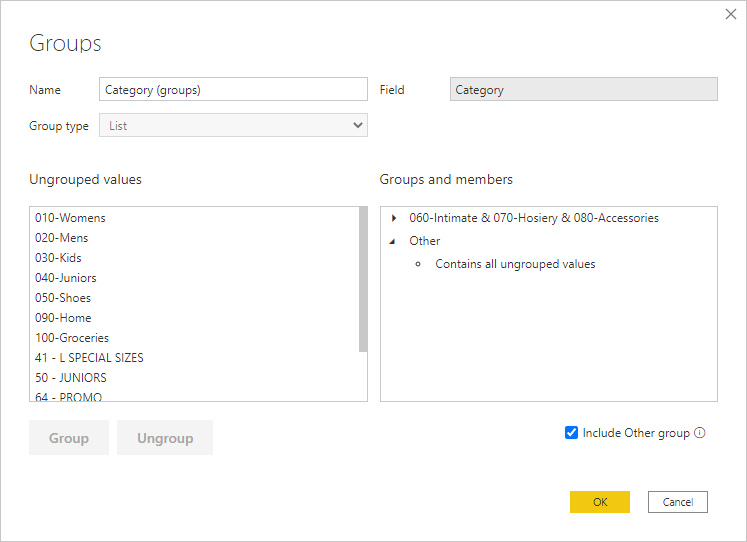 Groups
Name
Category (groups)
Field
Category
Group type
List
Ungrouped values
010-Womens
020-Mens
030-Kids
040-Juniors
050-Shoes
090-Home
100-Groceries
41 - L SPECIAL SIZES
50 - JUNIORS
64 - PROMO
Groups and members
060-Intimate & 070-Hosiery & 080-Accessories
Other
Contains all ungrouped values
Group
Ungroup
Include Other group
OK
Cancel